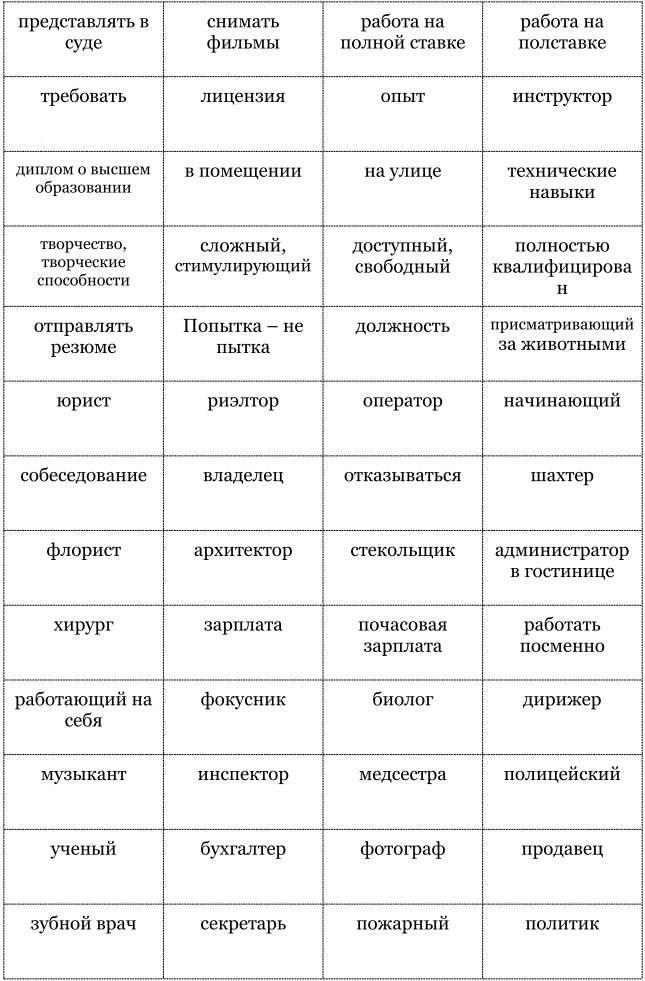 представлять в
суде
снимать
фильмы
работа на
полной ставке
работа на
полставке
требовать
лицензия
опыт
инструктор
диплом о высшем
образовании
в помещении
на улице
технические
навыки
творчество,
творческие
способности
сложный,
стимулирующий
доступный,
свободный
полностью
квалифицирова
н
отправлять
резюме
Попытка – не
пытка
должность
присматривающий
за животными
юрист
риэлтор
оператор
начинающий
собеседование
владелец
отказываться
шахтер
флорист
архитектор
стекольщик
администратор
в гостинице
хирург
зарплата
почасовая
зарплата
работать
посменно
работающий на
себя
фокусник
биолог
дирижер
музыкант
инспектор
медсестра
полицейский
ученый
бухгалтер
фотограф
продавец
зубной врач
секретарь
пожарный
политик